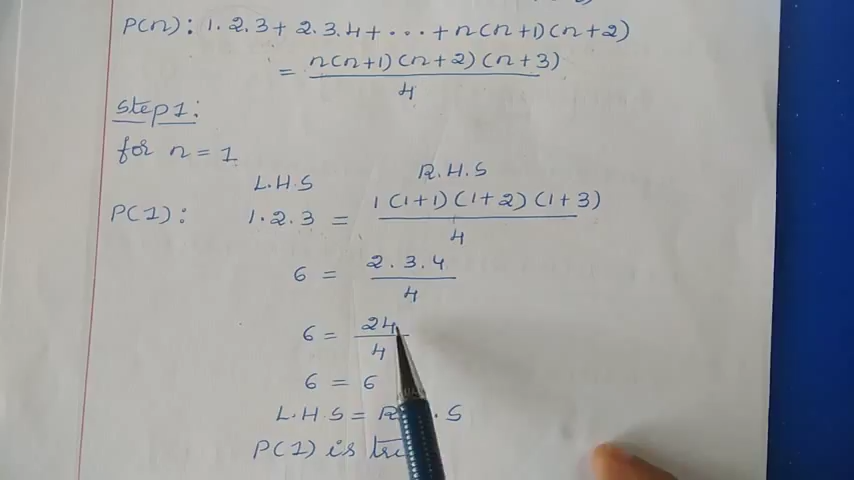 P(n): 1.2.3 + 2.3.4 + ... + n(n+1)(n+2)
= n(n+1)(n+2)(n+3)
4
Step1:
for n = 1
L.H.S R.H.S
P(1): 1.2.3 = 1(1+1)(1+2)(1+3)
4
6 = 2.3.4
4
6 = 24
4
6 = 6
L.H.S = R. .S
P(1) is